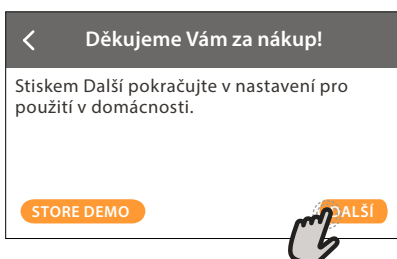 Děkujeme Vám za nákup!
Stiskem Další pokračujte v nastavení pro
použití v domácnosti.
STORE DEMO
DALŠÍ